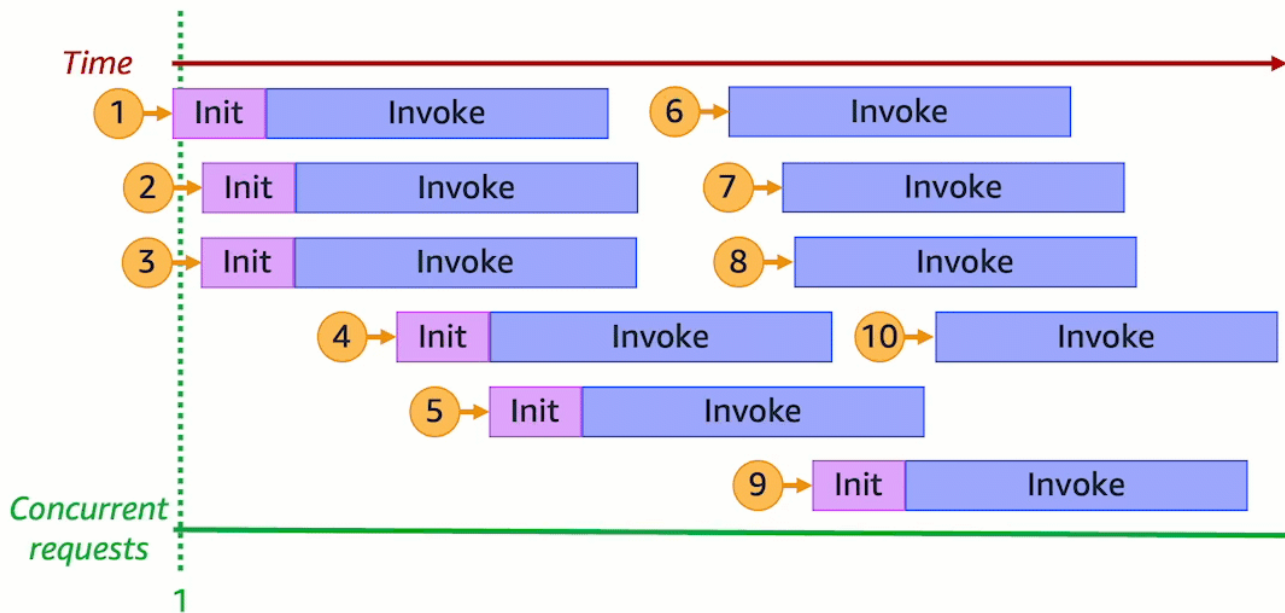 Time
1 Init Invoke 6 Invoke
2 Init Invoke 7 Invoke
3 Init Invoke 8 Invoke
4 Init Invoke 10 Invoke
5 Init Invoke
9 Init Invoke
Concurrent
requests
1